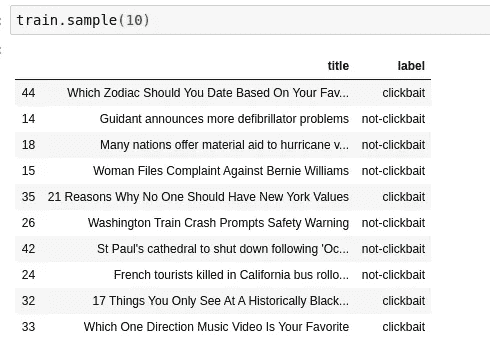 train.sample(10)
title label
44 Which Zodiac Should You Date Based On Your Fav... clickbait
14 Guidant announces more defibrillator problems not-clickbait
18 Many nations offer material aid to hurricane v... not-clickbait
15 Woman Files Complaint Against Bernie Williams not-clickbait
35 21 Reasons Why No One Should Have New York Values clickbait
26 Washington Train Crash Prompts Safety Warning not-clickbait
42 St Paul's cathedral to shut down following 'Oc... not-clickbait
24 French tourists killed in California bus rollo... not-clickbait
32 17 Things You Only See At A Historically Black... clickbait
33 Which One Direction Music Video Is Your Favorite clickbait